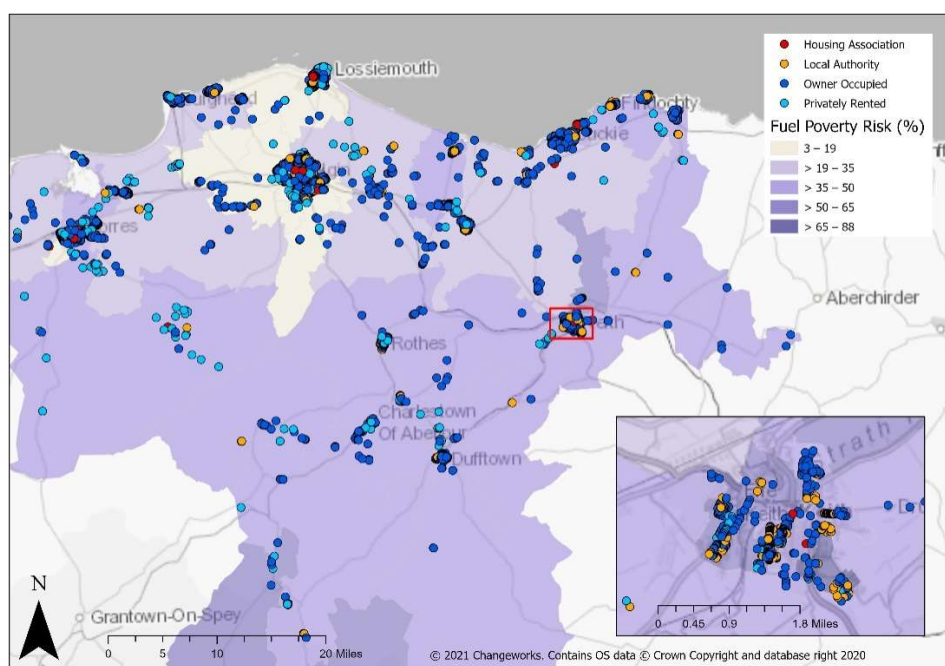 Lossiemouth
Housing Association
Local Authority
Owner Occupied
Privately Rented
Fuel Poverty Risk (%)
3 – 19
> 19 – 35
> 35 – 50
> 50 – 65
> 65 – 88
Findochty
Aberchirder
Rothes
Charlestown
Of Aberlour
Dufftown
N
Grantown-On-Spey
0 5 10 20 Miles
0 0.45 0.9 1.8 Miles
© 2021 Changeworks. Contains OS data © Crown Copyright and database right 2020